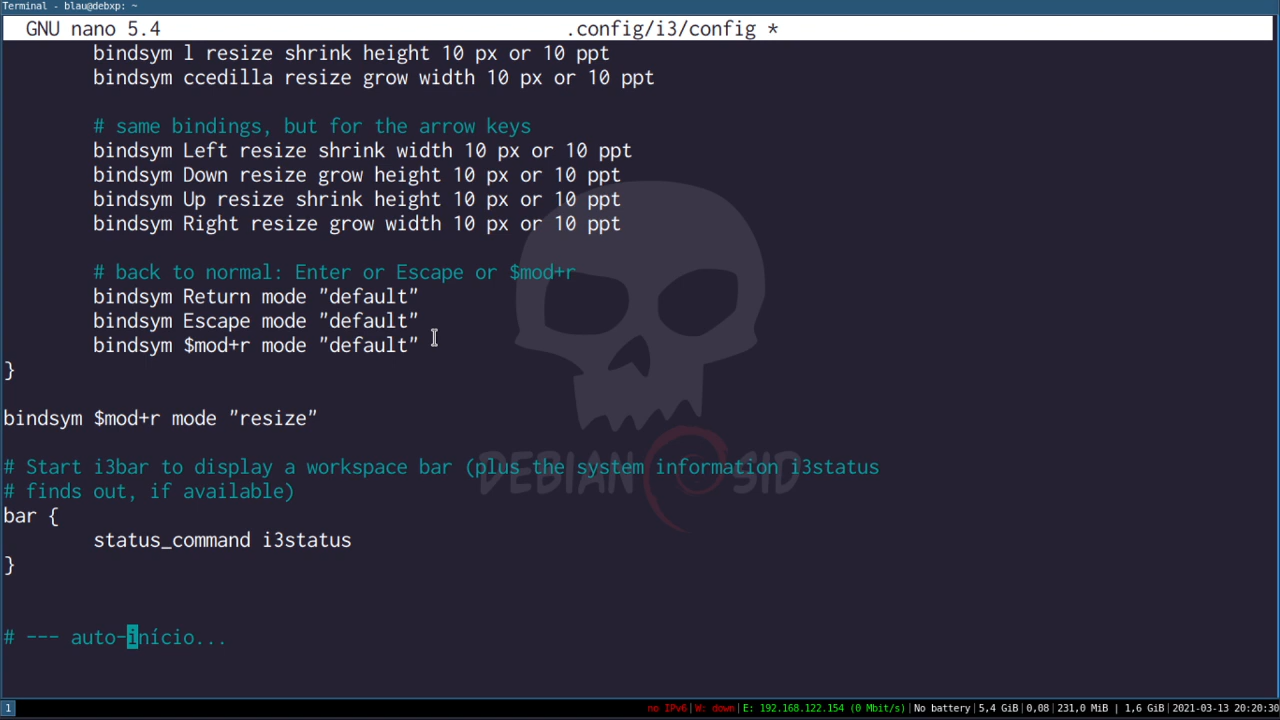 Terminal - blau@debxp: ~
GNU nano 5.4 .config/i3/config *
bindsym l resize shrink height 10 px or 10 ppt
bindsym ccedilla resize grow width 10 px or 10 ppt
# same bindings, but for the arrow keys
bindsym Left resize shrink width 10 px or 10 ppt
bindsym Down resize grow height 10 px or 10 ppt
bindsym Up resize shrink height 10 px or 10 ppt
bindsym Right resize grow width 10 px or 10 ppt
# back to normal: Enter or Escape or $mod+r
bindsym Return mode "default"
bindsym Escape mode "default"
bindsym $mod+r mode "default"
}
bindsym $mod+r mode "resize"
# Start i3bar to display a workspace bar (plus the system information i3status
# finds out, if available)
DEBIAN SID
bar {
status_command i3status
}
# --- auto-início...
1 no IPv6|W: down|E: 192.168.122.154 (0 Mbit/s)|No battery|5,4 GiB|0,08|231,0 MiB | 1,6 GiB|2021-03-13 20:20:30